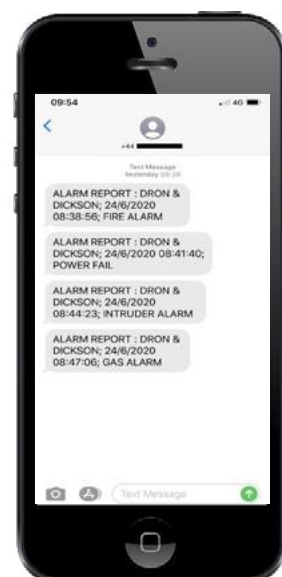 09:54
4G
+44
Text Message
Yesterday 08:38
ALARM REPORT : DRON &
DICKSON; 24/6/2020
08:38:56; FIRE ALARM
ALARM REPORT : DRON &
DICKSON; 24/6/2020 08:41:40;
POWER FAIL
ALARM REPORT : DRON &
DICKSON; 24/6/2020
08:44:23; INTRUDER ALARM
ALARM REPORT : DRON &
DICKSON; 24/6/2020
08:47:06; GAS ALARM
Text Message